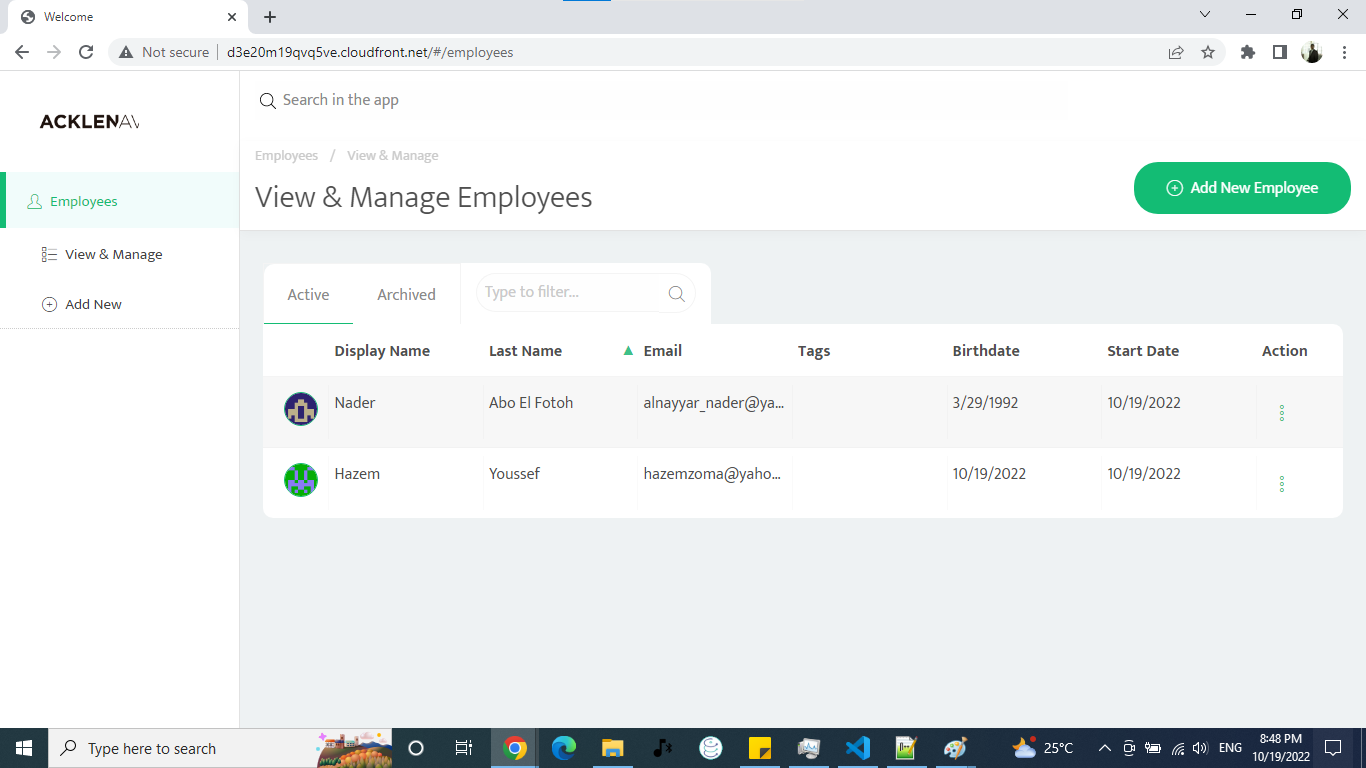 Welcome
Not secure d3e20m19qvq5ve.cloudfront.net/#/employees
Search in the app
ACKLENAV
Employees / View & Manage
View & Manage Employees
Add New Employee
Employees
View & Manage
Add New
Active Archived Type to filter...
Display Name Last Name Email Tags Birthdate Start Date Action
Nader Abo El Fotoh alnayyar_nader@ya... 3/29/1992 10/19/2022
Hazem Youssef hazemzoma@yaho... 10/19/2022 10/19/2022
Type here to search
25°C
ENG
8:48 PM
10/19/2022